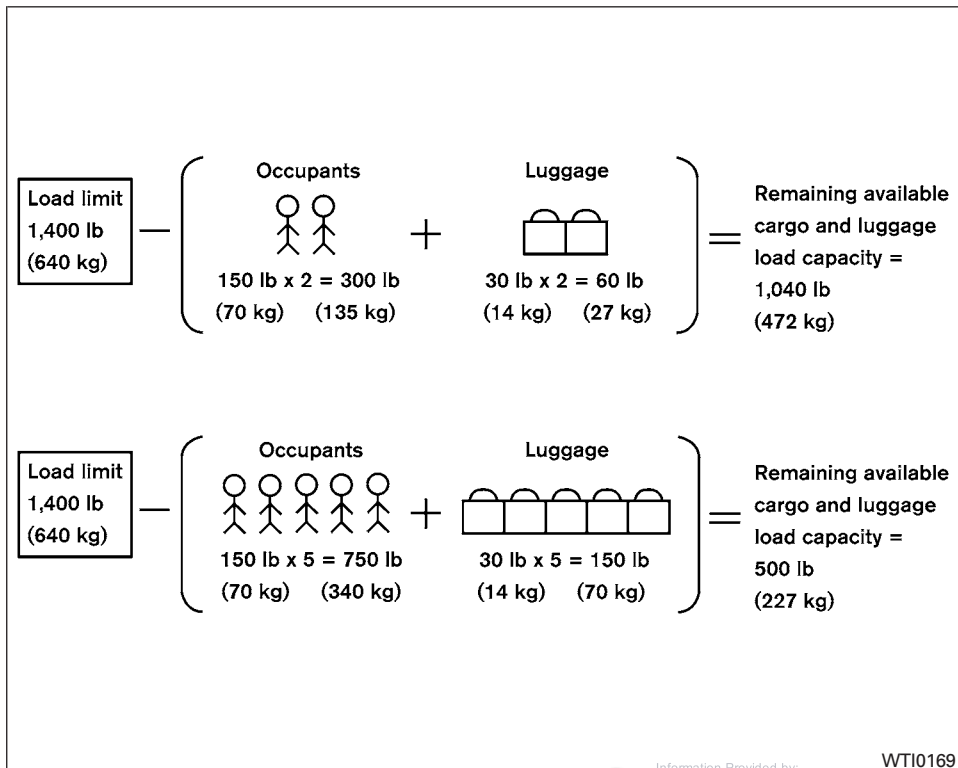 Occupants
Luggage
Load limit
1,400 lb
(640 kg)
150 lb x 2 = 300 lb
(70 kg) (135 kg)
+
30 lb x 2 = 60 lb
(14 kg) (27 kg)
=
Remaining available
cargo and luggage
load capacity =
1,040 lb
(472 kg)
Occupants
Luggage
Load limit
1,400 lb
(640 kg)
150 lb x 5 = 750 lb
(70 kg) (340 kg)
+
30 lb x 5 = 150 lb
(14 kg) (70 kg)
=
Remaining available
cargo and luggage
load capacity =
500 lb
(227 kg)
Information Provided by:
WTI0169